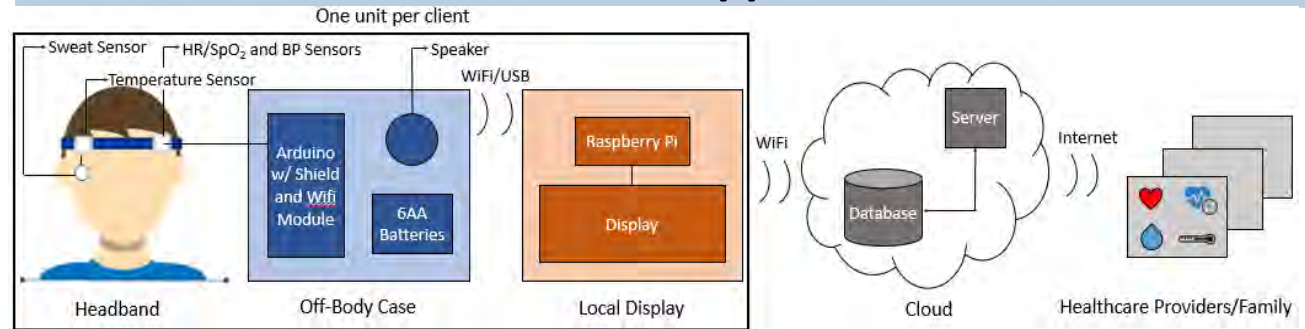 One unit per client
Sweat Sensor
HR/SpO₂ and BP Sensors
Speaker
Temperature Sensor
WiFi/USB
Arduino
w/ Shield
and Wifi
Module
6AA
Batteries
Raspberry Pi
Display
WiFi
Server
Database
Internet
Headband
Off-Body Case
Local Display
Cloud
Healthcare Providers/Family